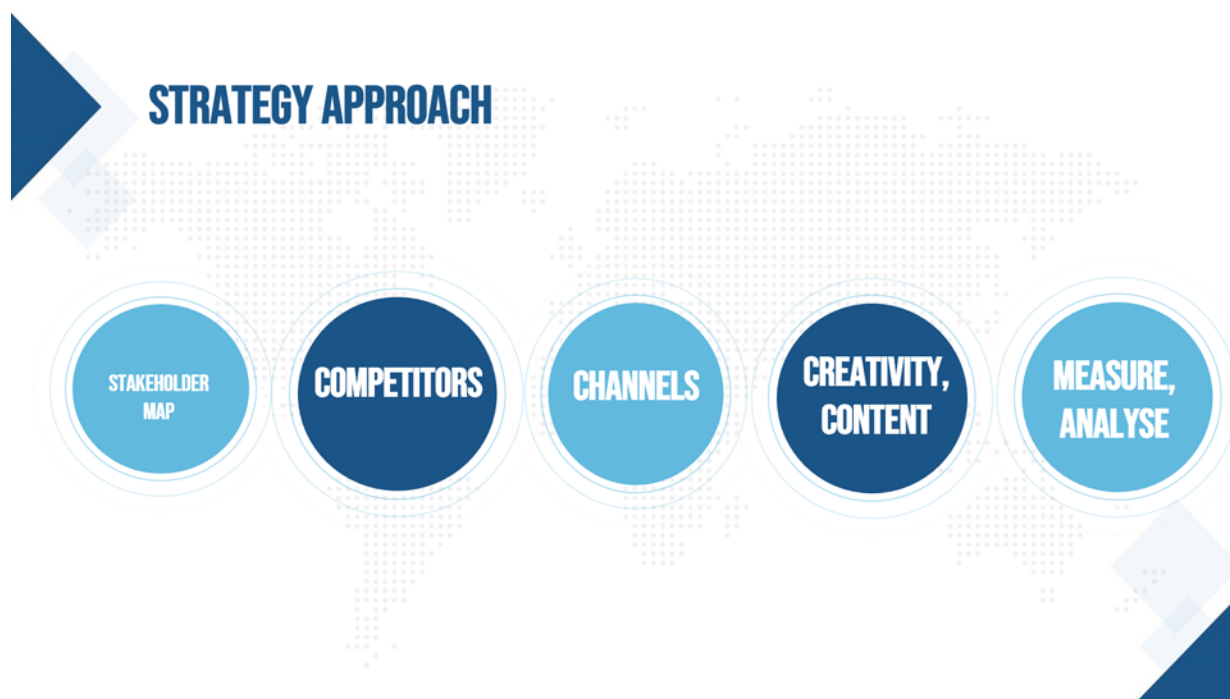 STRATEGY APPROACH
STAKEHOLDER
MAP
COMPETITORS
CHANNELS
CREATIVITY,
CONTENT
MEASURE,
ANALYSE